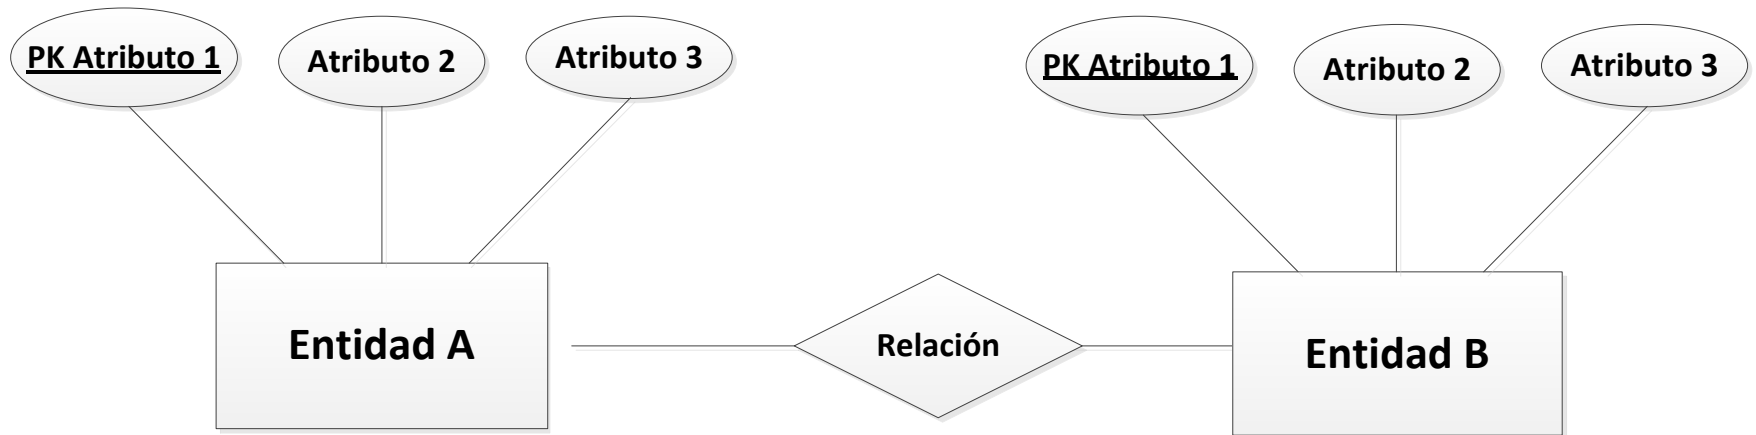 PK Atributo 1
Atributo 2
Atributo 3
PK Atributo 1
Atributo 2
Atributo 3
Entidad A
Relación
Entidad B